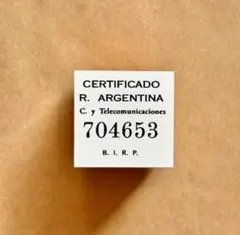 CERTIFICADO
R. ARGENTINA
C. y Telecomunicaciones
704653
B. I. R. P.